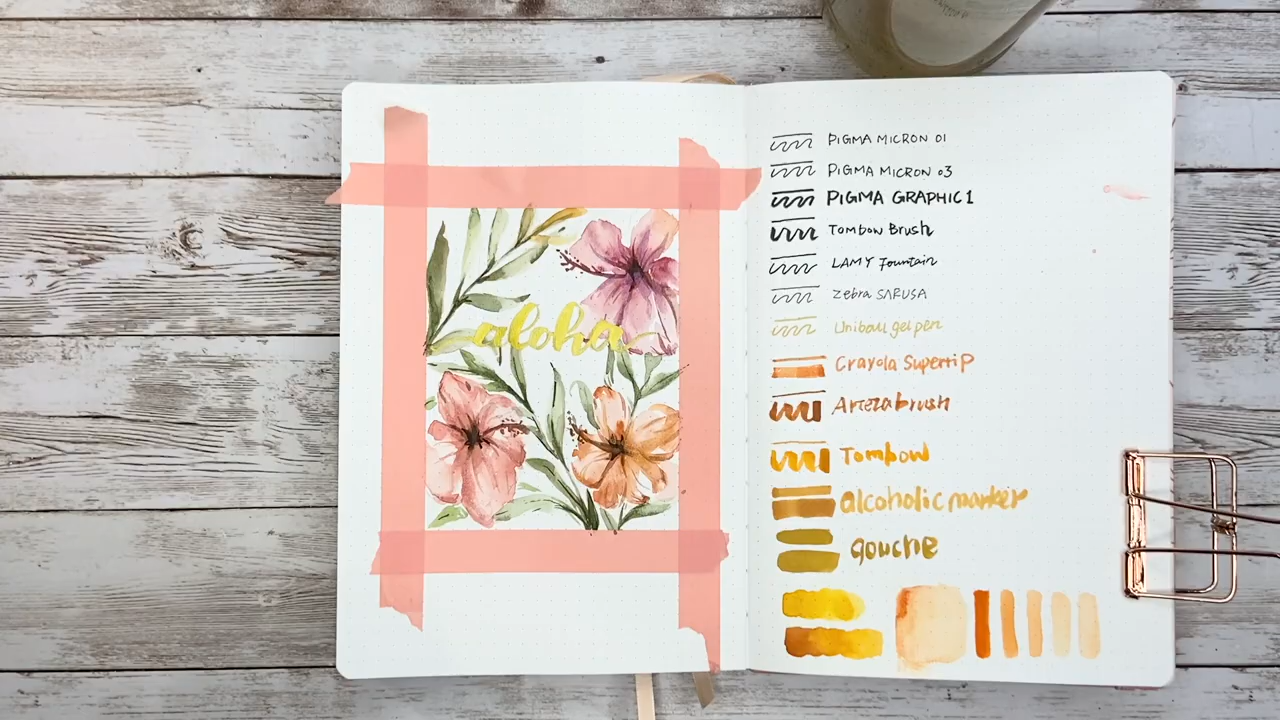 aloha
PIGMA MICRON 01
PIGMA MICRON 03
PIGMA GRAPHIC 1
Tombow Brush
LAMY Fountain
Zebra SARUSA
Uniball gel pen
Crayola Supertip
Arteza brush
Tombow
alcoholic marker
gouche